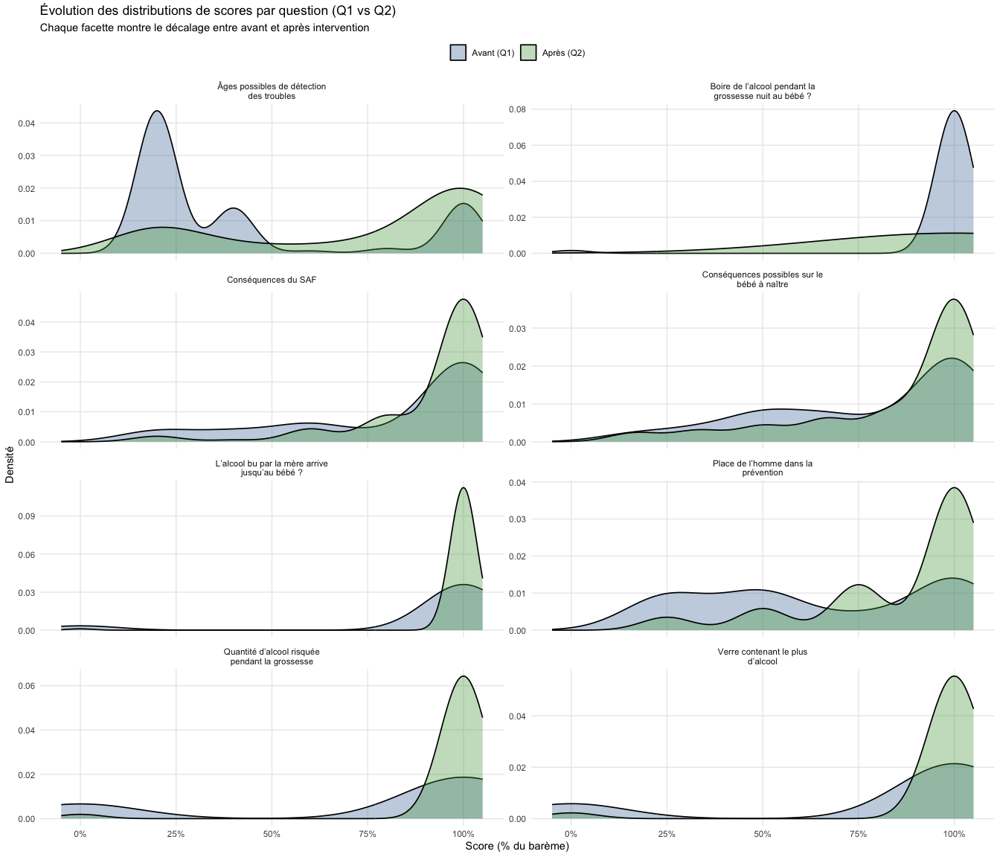 Évolution des distributions de scores par question (Q1 vs Q2)
Chaque facette montre le décalage entre avant et après intervention
Avant (Q1)
Après (Q2)
Âges possibles de détection
des troubles
Boire de l'alcool pendant la
grossesse nuit au bébé ?
0.04
0.03
0.02
0.01
0.00
0.08
0.06
0.04
0.02
0.00
Conséquences du SAF
Conséquences possibles sur le
bébé à naître
0.04
0.03
0.02
0.01
0.00
0.03
0.02
0.01
0.00
Densité
L'alcool bu par la mère arrive
jusqu'au bébé ?
Place de l'homme dans la
prévention
0.09
0.06
0.03
0.00
0.04
0.03
0.02
0.01
0.00
Quantité d'alcool risquée
pendant la grossesse
Verre contenant le plus
d'alcool
0.06
0.04
0.02
0.00
0.04
0.02
0.00
0% 25% 50% 75% 100%
0% 25% 50% 75% 100%
Score (% du barème)